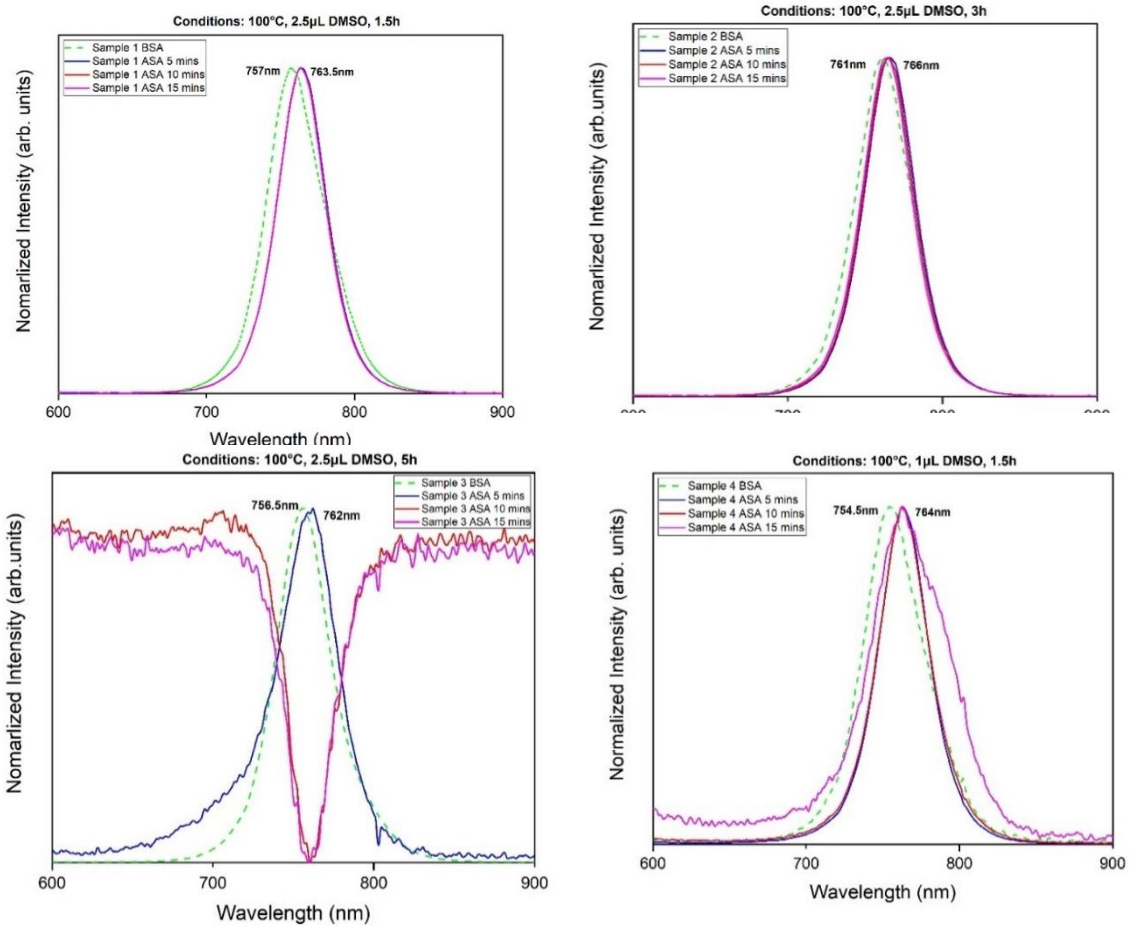 Conditions: 100°C, 2.5μL DMSO, 1.5h
Sample 1 BSA
Sample 1 ASA 5 mins
Sample 1 ASA 10 mins
Sample 1 ASA 15 mins
757nm
763.5nm
Nomarlized Intensity (arb.units)
600
700
800
900
Wavelength (nm)
Conditions: 100°C, 2.5μL DMSO, 3h
Sample 2 BSA
Sample 2 ASA 5 mins
Sample 2 ASA 10 mins
Sample 2 ASA 15 mins
761nm
766nm
Nomarlized Intensity (arb.units)
600
700
800
900
Conditions: 100°C, 2.5μL DMSO, 5h
Sample 3 BSA
Sample 3 ASA 5 mins
Sample 3 ASA 10 mins
Sample 3 ASA 15 mins
756.5nm
762nm
Nomarlized Intensity (arb.units)
600
700
800
900
Wavelength (nm)
Conditions: 100°C, 1μL DMSO, 1.5h
Sample 4 BSA
Sample 4 ASA 5 mins
Sample 4 ASA 10 mins
Sample 4 ASA 15 mins
754.5nm
764nm
Normalized Intensity (arb. units)
600
700
800
900
Wavelength (nm)